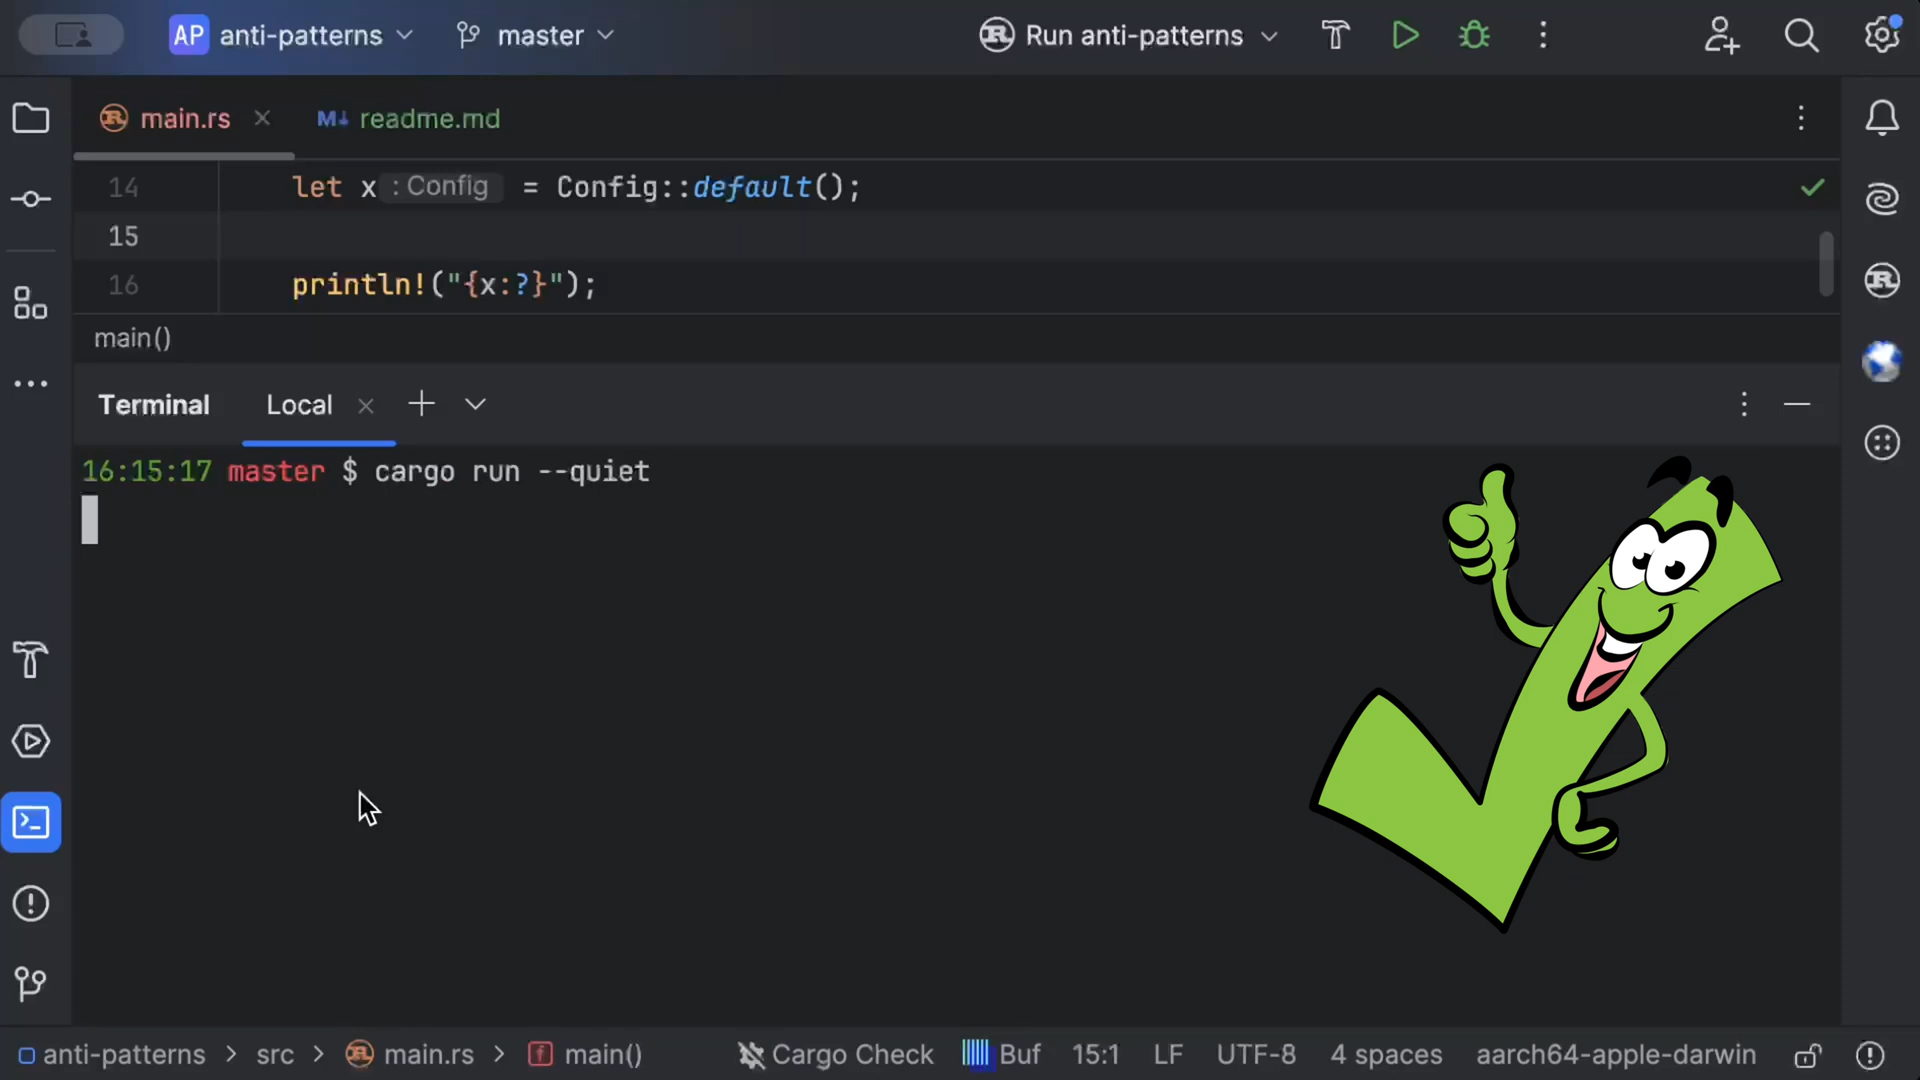 AP anti-patterns master Run anti-patterns
main.rs readme.md
14 let x : Config = Config::default();
15
16 println!("{x:?}");
main()
Terminal Local
16:15:17 master $ cargo run --quiet
anti-patterns > src > main.rs > main() Cargo Check Buf 15:1 LF UTF-8 4 spaces aarch64-apple-darwin